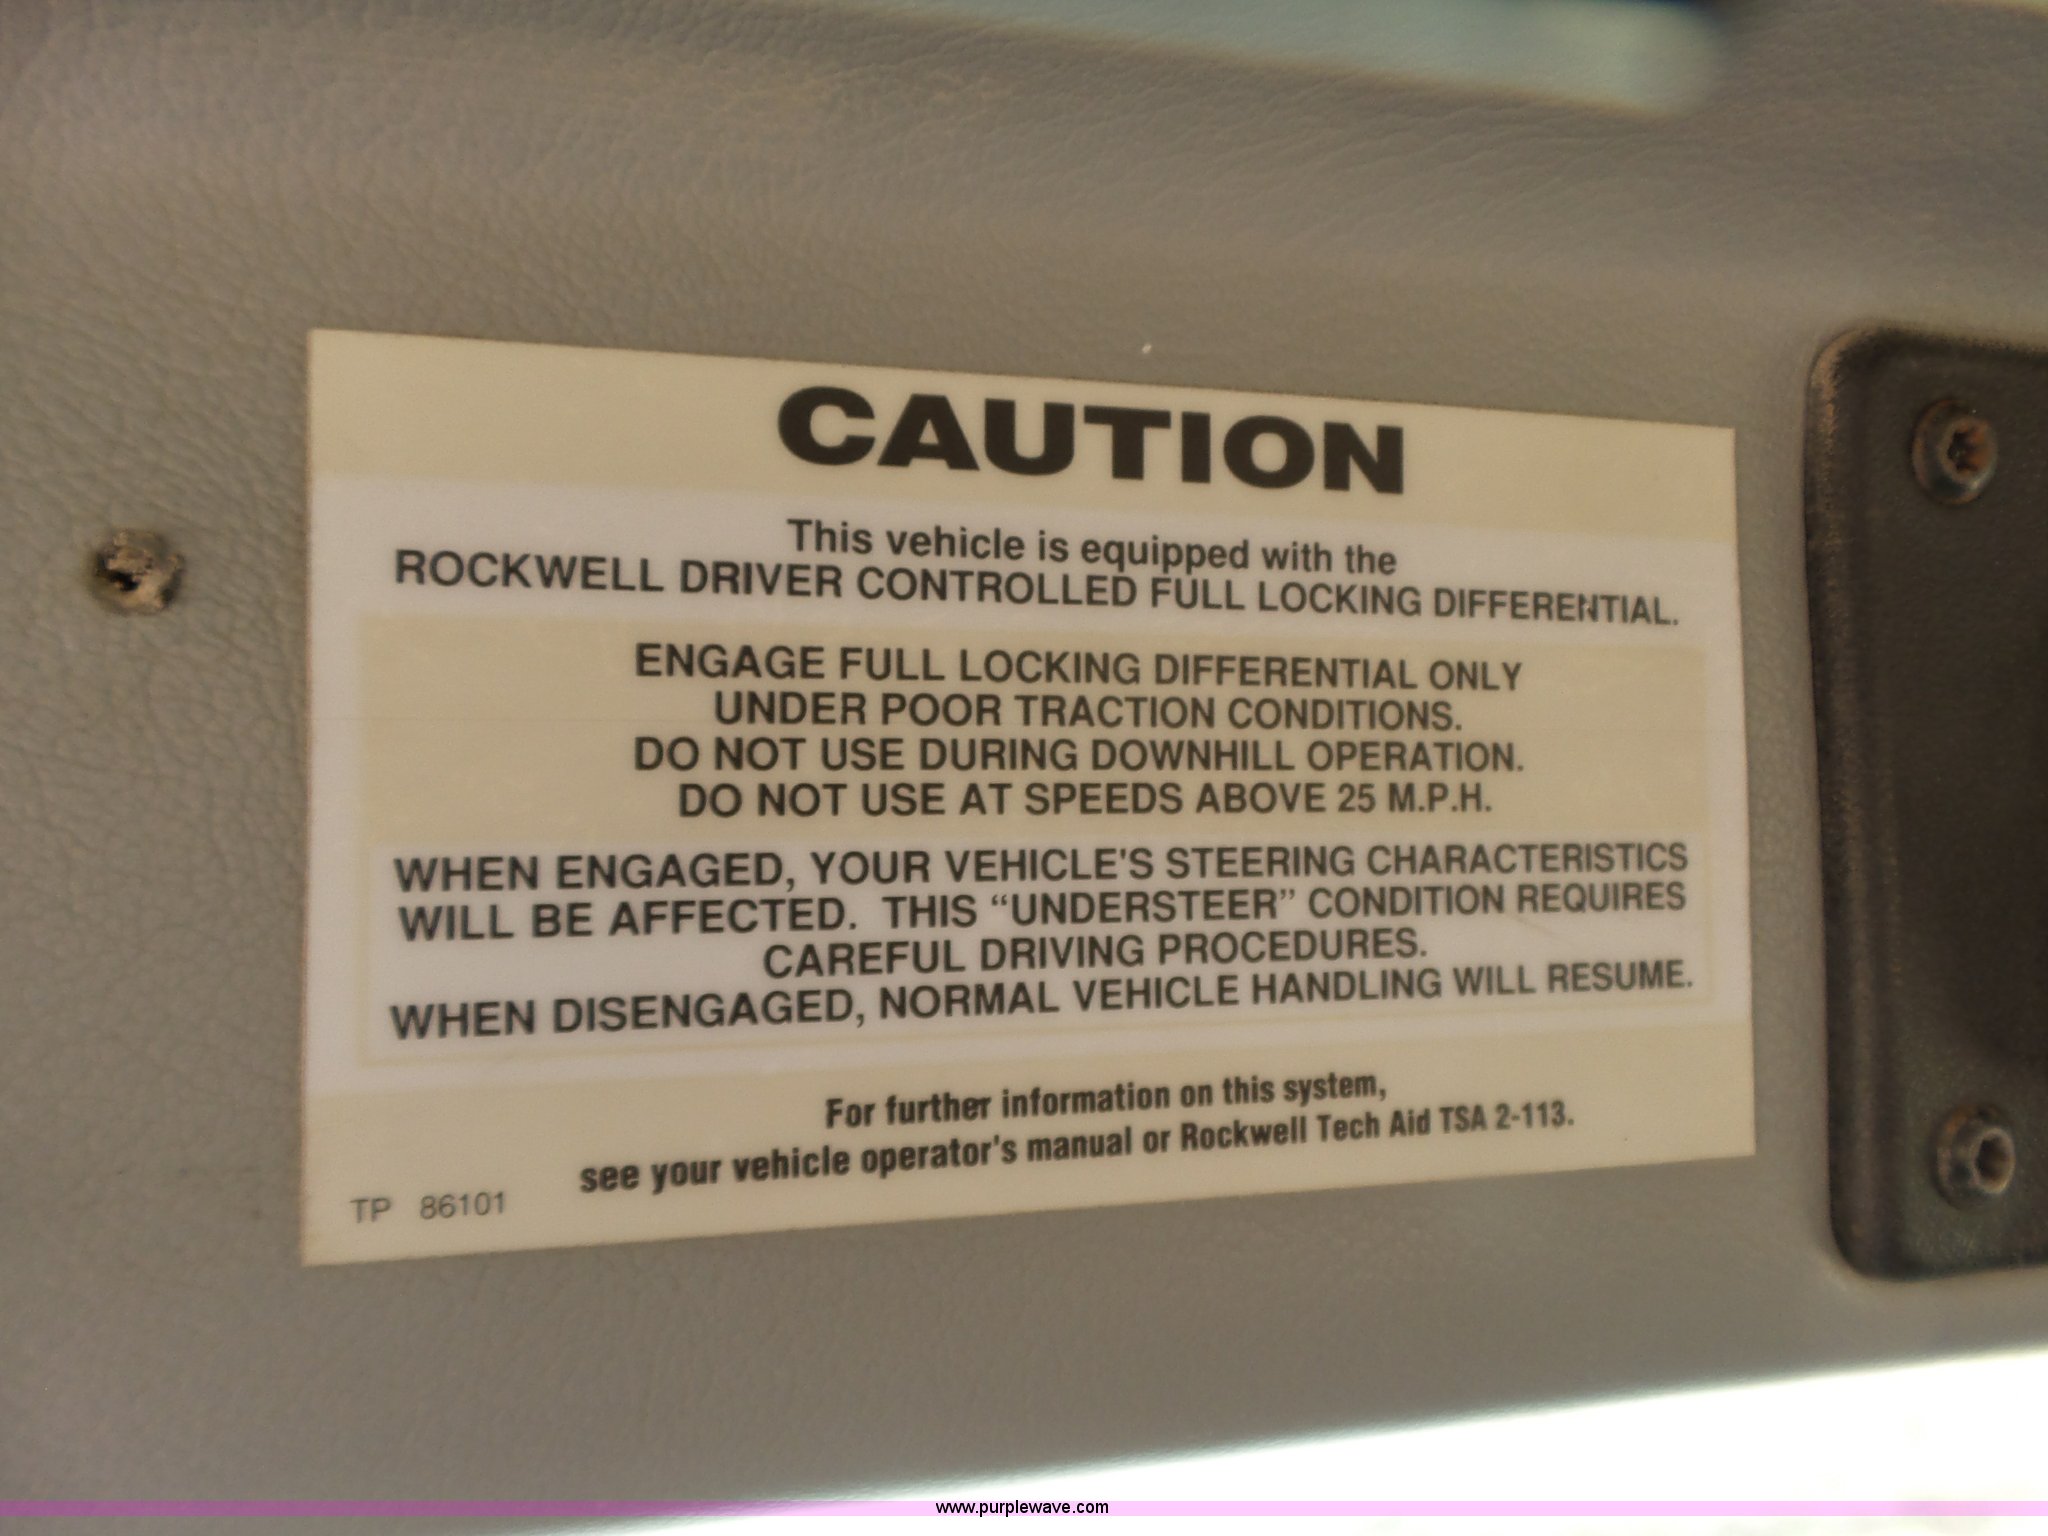 CAUTION
This vehicle is equipped with the
ROCKWELL DRIVER CONTROLLED FULL LOCKING DIFFERENTIAL.
ENGAGE FULL LOCKING DIFFERENTIAL ONLY
UNDER POOR TRACTION CONDITIONS.
DO NOT USE DURING DOWNHILL OPERATION.
DO NOT USE AT SPEEDS ABOVE 25 M.P.H.
WHEN ENGAGED, YOUR VEHICLE'S STEERING CHARACTERISTICS
WILL BE AFFECTED. THIS “UNDERSTEER” CONDITION REQUIRES
CAREFUL DRIVING PROCEDURES.
WHEN DISENGAGED, NORMAL VEHICLE HANDLING WILL RESUME.
For further information on this system,
see your vehicle operator's manual or Rockwell Tech Aid TSA 2-113.
TP 86101
www.purplewave.com